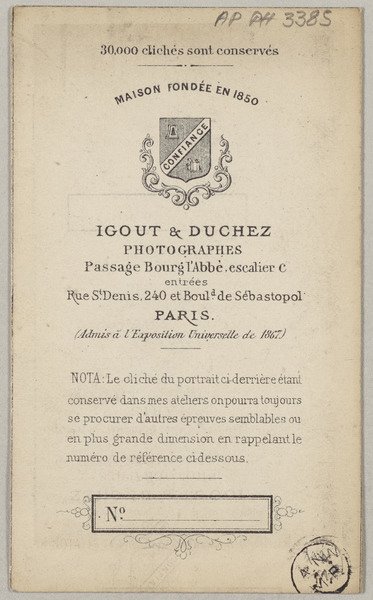 AP PH 3385
30,000 clichés sont conservés
MAISON FONDÉE EN 1850
CONFIANCE
IGOUT & DUCHEZ
PHOTOGRAPHES
Passage Bourg l'Abbé, escalier C
entrées
Rue St Denis, 240 et Bould de Sébastopol
PARIS.
(Admis à l'Exposition Universelle de 1867)
NOTA: Le cliché du portrait ci-derrière étant
conservé dans mes ateliers on pourra toujours
se procurer d'autres épreuves semblables ou
en plus grande dimension en rappelant le
numéro de référence ci-dessous.
No